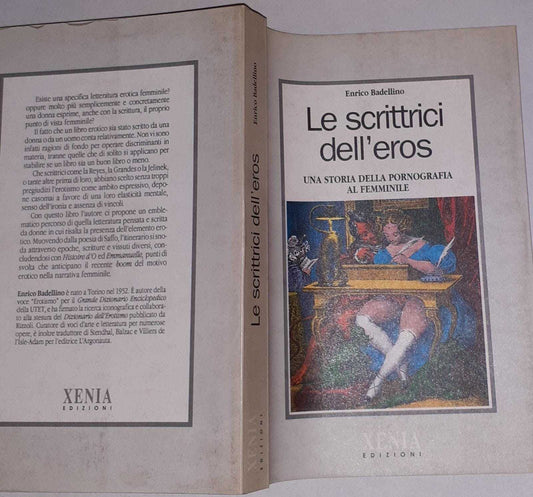 Esiste una specifica letteratura erotica femminile?
oppure molto più semplicemente e concretamente
una donna esprime, anche con la scrittura, il proprio
punto di vista femminile?
Il fatto che un libro erotico sia stato scritto da una
donna o da un uomo conta relativamente. Non vi sono
infatti ragioni di fondo per operare discriminanti in
materia, tranne quelle che di solito si applicano per
stabilire se un libro sia un buon libro o meno.
Che scrittrici come la Reyes, la Grandes o la Jelinek,
o tante altre prima di loro, abbiano scelto senza troppi
pregiudizi l'erotismo come ambito espressivo, depo-
ne casomai a favore di una loro elasticità mentale,
dell'ironia e assenza di vincoli.
Con questo libro l'autore ci propone un emble-
matico percorso di quella letteratura pensata e scritta
da donne in cui risalta la presenza dell'elemento ero-
tico. Muovendo dalla poesia di Saffo, l'itinerario si sno-
da attraverso epoche, scritture e vissuti diversi, con-
cludendosi con Histoire d'O ed Emmanuelle, punti di
svolta che anticipano il recente boom del motivo
erotico nella narrativa femminile.
Enrico Badellino è nato a Torino nel 1952. È autore della
voce "Erotismo" per il Grande Dizionario Enciclopedico
della UTET, e ha firmato la ricerca iconografica e collabora-
to alla stesura del Dizionario dell'Erotismo pubblicato da
Rizzoli. Curatore di voci d'arte e letteratura per numerose
opere, è inoltre traduttore di Stendhal, Balzac e Villiers de
l'Isle-Adam per l'editrice L'Argonauta.
XENIA
EDIZIONI
Enrico Badellino
Le scrittrici dell'eros
XENIA
EDIZIONI
Enrico Badellino
Le scrittrici
dell'eros
UNA STORIA DELLA PORNOGRAFIA
AL FEMMINILE
XENIA
EDIZIONI